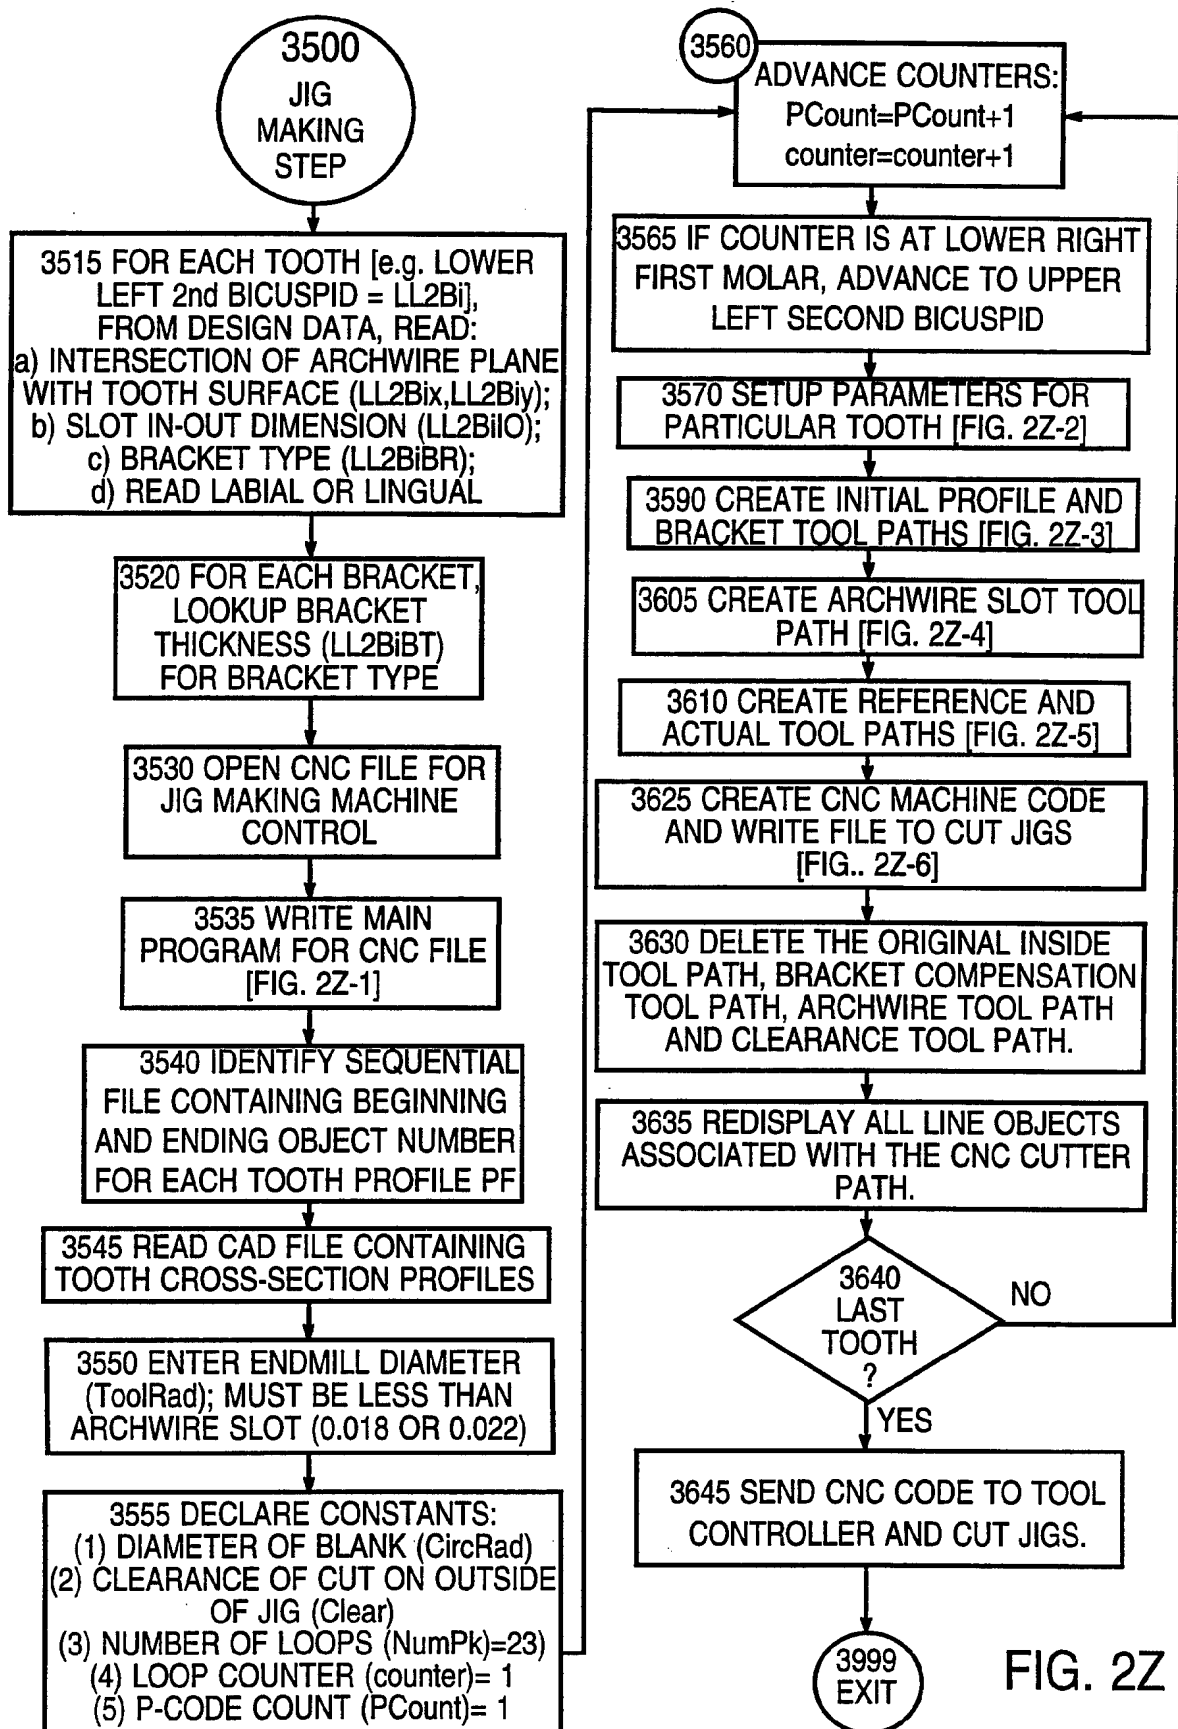 3500
JIG
MAKING
STEP
3515 FOR EACH TOOTH [e.g. LOWER
LEFT 2nd BICUSPID = LL2Bi],
FROM DESIGN DATA, READ:
a) INTERSECTION OF ARCHWIRE PLANE
WITH TOOTH SURFACE (LL2Bix,LL2Biy);
b) SLOT IN-OUT DIMENSION (LL2BiIO);
c) BRACKET TYPE (LL2BiBR);
d) READ LABIAL OR LINGUAL
3520 FOR EACH BRACKET,
LOOKUP BRACKET
THICKNESS (LL2BiBT)
FOR BRACKET TYPE
3530 OPEN CNC FILE FOR
JIG MAKING MACHINE
CONTROL
3535 WRITE MAIN
PROGRAM FOR CNC FILE
[FIG. 2Z-1]
3540 IDENTIFY SEQUENTIAL
FILE CONTAINING BEGINNING
AND ENDING OBJECT NUMBER
FOR EACH TOOTH PROFILE PF
3545 READ CAD FILE CONTAINING
TOOTH CROSS-SECTION PROFILES
3550 ENTER ENDMILL DIAMETER
(ToolRad); MUST BE LESS THAN
ARCHWIRE SLOT (0.018 OR 0.022)
3555 DECLARE CONSTANTS:
(1) DIAMETER OF BLANK (CircRad)
(2) CLEARANCE OF CUT ON OUTSIDE
OF JIG (Clear)
(3) NUMBER OF LOOPS (NumPk)=23)
(4) LOOP COUNTER (counter)= 1
(5) P-CODE COUNT (PCount)= 1
3560
ADVANCE COUNTERS:
PCount=PCount+1
counter=counter+1
3565 IF COUNTER IS AT LOWER RIGHT
FIRST MOLAR, ADVANCE TO UPPER
LEFT SECOND BICUSPID
3570 SETUP PARAMETERS FOR
PARTICULAR TOOTH [FIG. 2Z-2]
3590 CREATE INITIAL PROFILE AND
BRACKET TOOL PATHS [FIG. 2Z-3]
3605 CREATE ARCHWIRE SLOT TOOL
PATH [FIG. 2Z-4]
3610 CREATE REFERENCE AND
ACTUAL TOOL PATHS [FIG. 2Z-5]
3625 CREATE CNC MACHINE CODE
AND WRITE FILE TO CUT JIGS
[FIG.. 2Z-6]
3630 DELETE THE ORIGINAL INSIDE
TOOL PATH, BRACKET COMPENSATION
TOOL PATH, ARCHWIRE TOOL PATH
AND CLEARANCE TOOL PATH.
3635 REDISPLAY ALL LINE OBJECTS
ASSOCIATED WITH THE CNC CUTTER
PATH.
3640
LAST
TOOTH
?
NO
YES
3645 SEND CNC CODE TO TOOL
CONTROLLER AND CUT JIGS.
3999
EXIT
FIG. 2Z